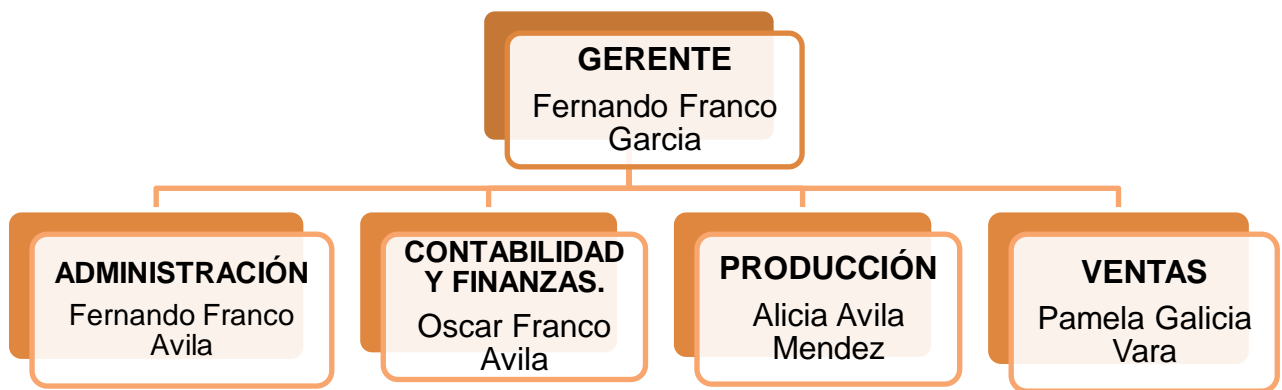 GERENTE
Fernando Franco
Garcia
ADMINISTRACIÓN
Fernando Franco
Avila
CONTABILIDAD
Y FINANZAS.
Oscar Franco
Avila
PRODUCCIÓN
Alicia Avila
Mendez
VENTAS
Pamela Galicia
Vara